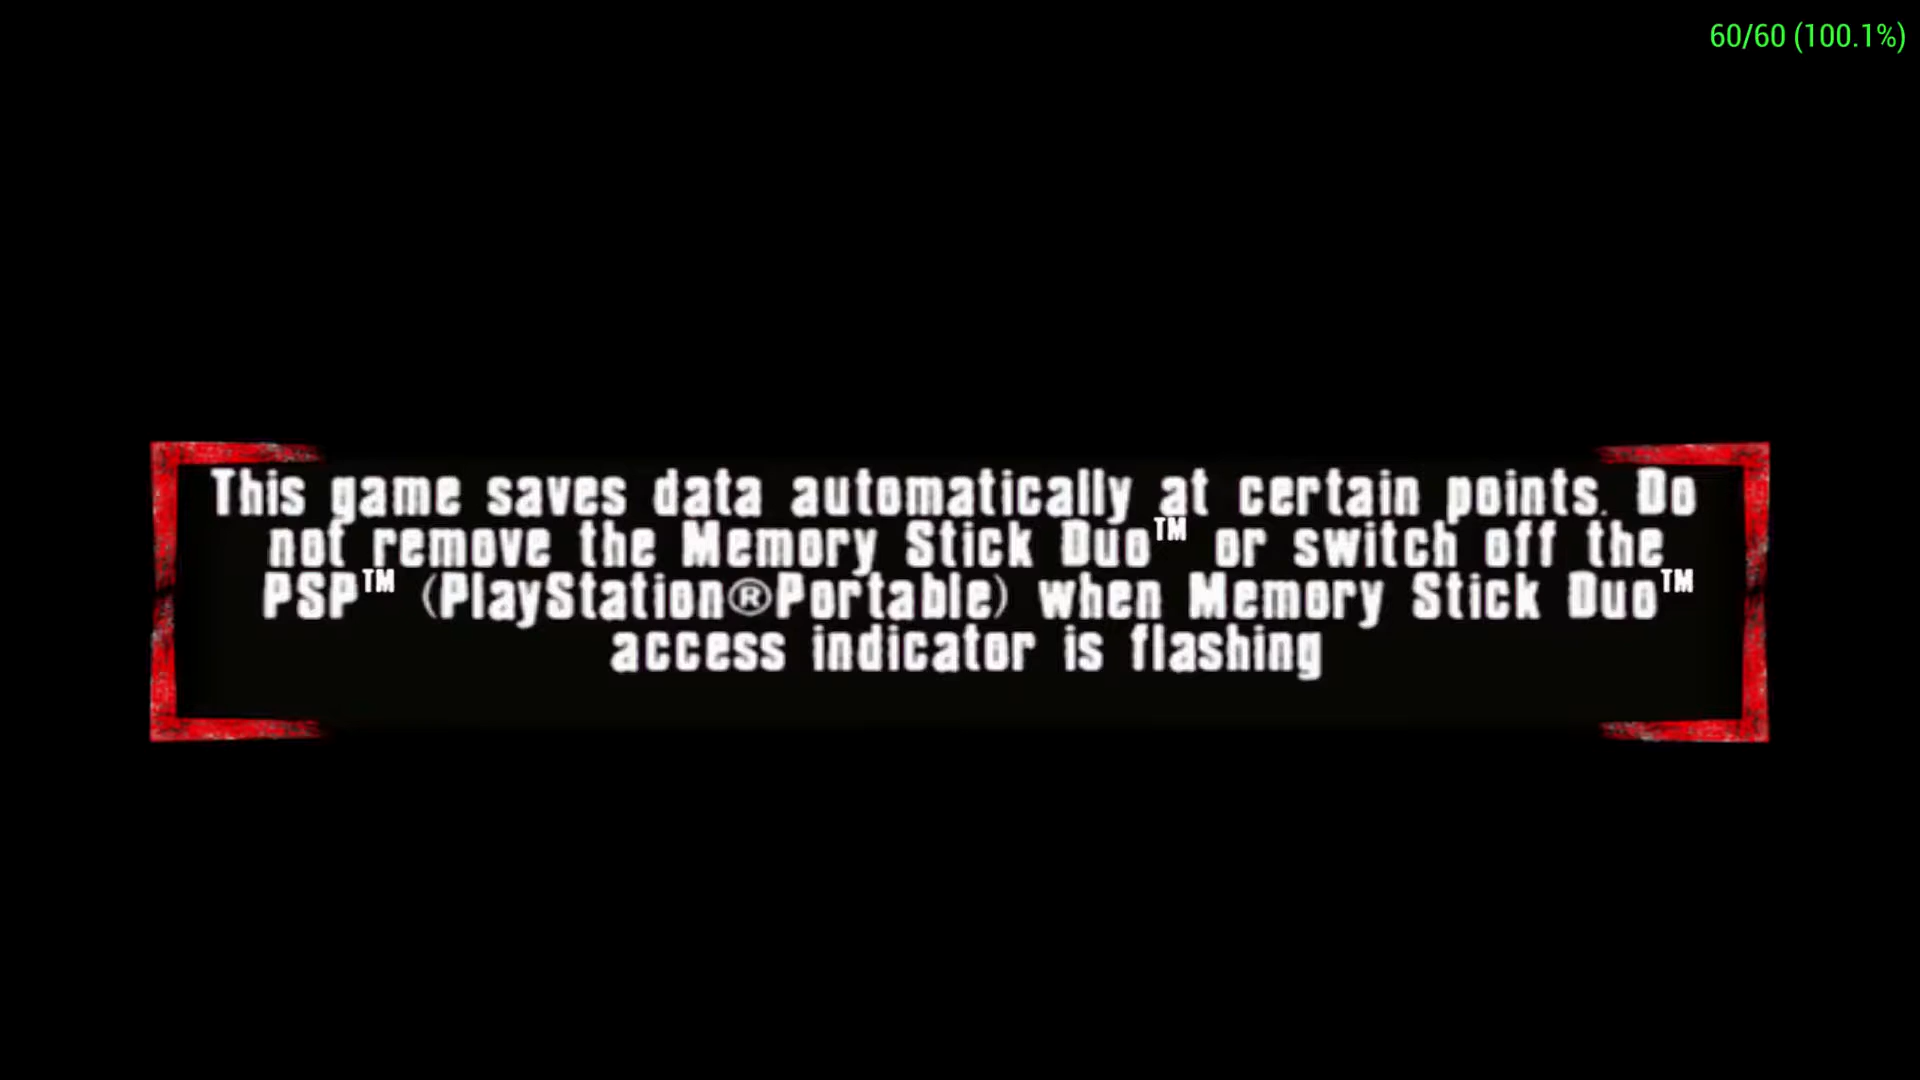 60/60 (100.1%)
This game saves data automatically at certain points. Do
not remove the Memory Stick Duo™ or switch off the
PSP™ (PlayStation®Portable) when Memory Stick Duo™
access indicator is flashing